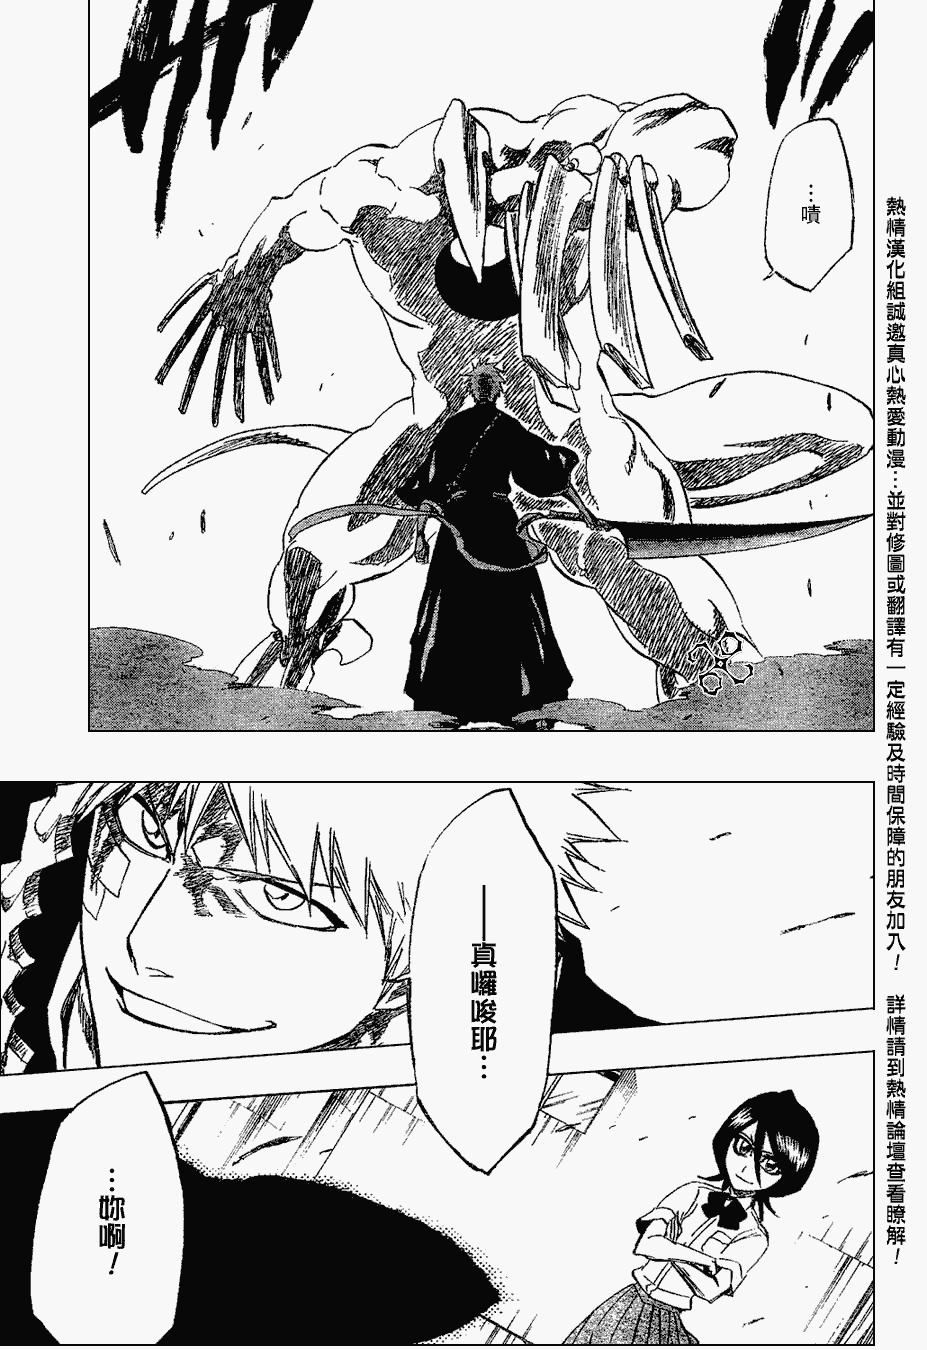 …嘖
——真囉唆耶…
…妳啊！
熱情漢化組誠邀真心熱愛動漫…並對修圖或翻譯有一定經驗及時間保障的朋友加入！ 詳情請到熱情論壇查看瞭解！